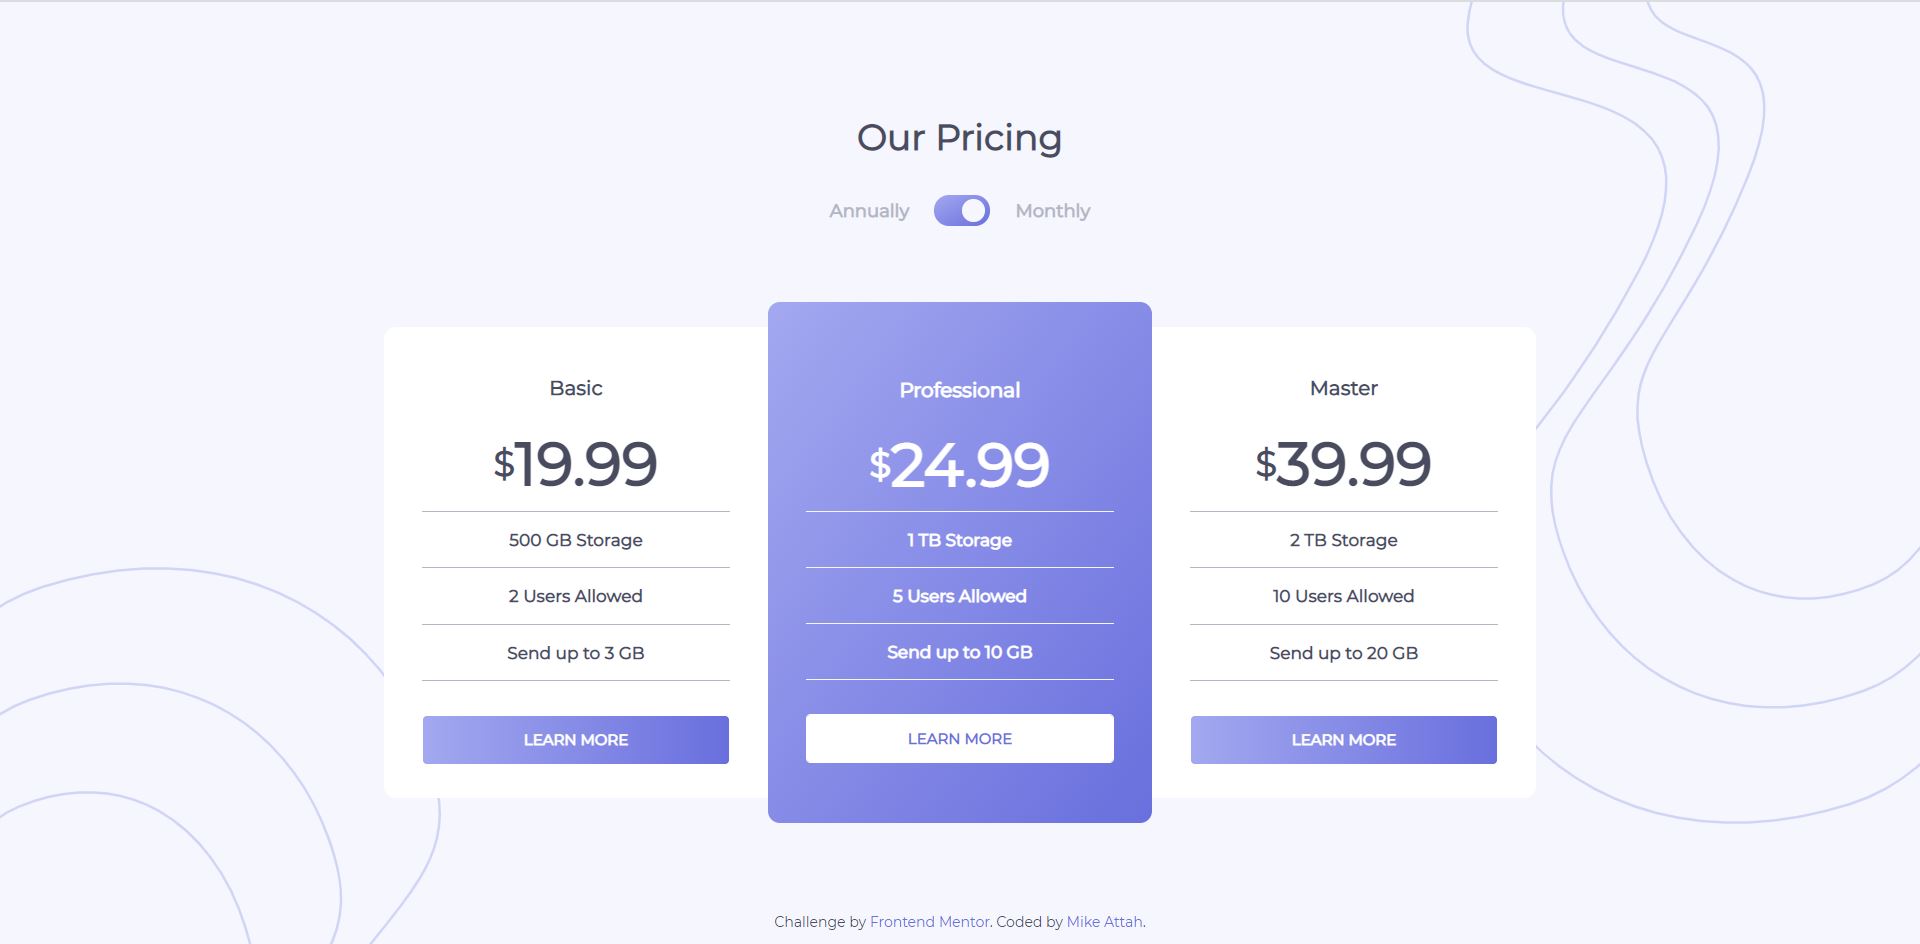 Our Pricing
Annually Monthly
Basic
$19.99
500 GB Storage
2 Users Allowed
Send up to 3 GB
LEARN MORE
Professional
$24.99
1 TB Storage
5 Users Allowed
Send up to 10 GB
LEARN MORE
Master
$39.99
2 TB Storage
10 Users Allowed
Send up to 20 GB
LEARN MORE
Challenge by Frontend Mentor. Coded by Mike Attah.